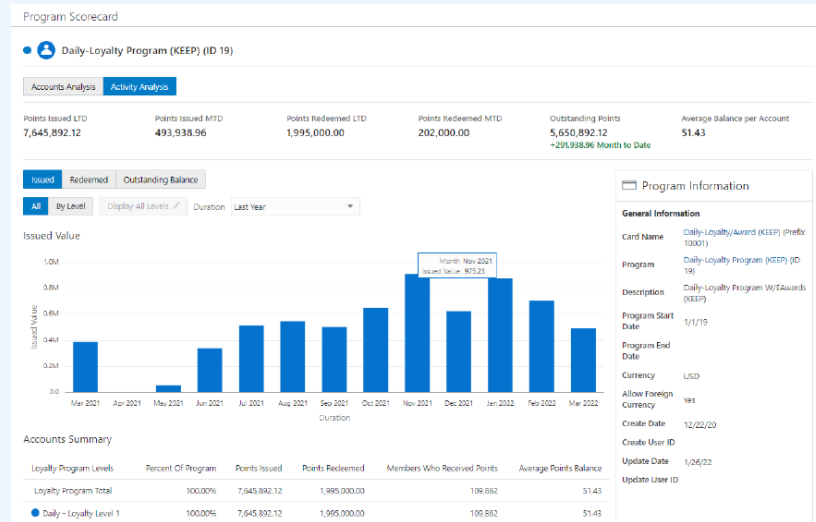 Program Scorecard
Daily-Loyalty Program (KEEP) (ID 19)
Accounts Analysis Activity Analysis
Points Issued LTD Points Issued MTD Points Redeemed LTD Points Redeemed MTD Outstanding Points Average Balance per Account
7,645,892.12 493,938.96 1,995,000.00 202,000.00 5,650,892.12 51.43
+291,938.96 Month to Date
Issued Redeemed Outstanding Balance
All By Level Display All Levels Duration Last Year
Issued Value
Month Nov 2021
Issued Value 975.23
1.0M
0.8M
0.6M
0.4M
0.2M
0.0
Issued Value
Mar 2021 Apr 2021 May 2021 Jun 2021 Jul 2021 Aug 2021 Sep 2021 Oct 2021 Nov 2021 Dec 2021 Jan 2022 Feb 2022 Mar 2022
Duration
Accounts Summary
Loyalty Program Levels Percent Of Program Points Issued Points Redeemed Members Who Received Points Average Points Balance
Loyalty Program Total 100.00% 7,645,892.12 1,995,000.00 109,862 51.43
Daily - Loyalty Level 1 100.00% 7,645,892.12 1,995,000.00 109,862 51.43
Program Information
General Information
Card Name Daily-Loyalty/Award (KEEP) (Prefix
10001)
Program Daily-Loyalty Program (KEEP) (ID
19)
Description Daily-Loyalty Program W/EAwards
(KEEP)
Program Start
Date 1/1/19
Program End
Date
Currency USD
Allow Foreign
Currency Yes
Create Date 12/22/20
Create User ID
Update Date 1/26/22
Update User ID